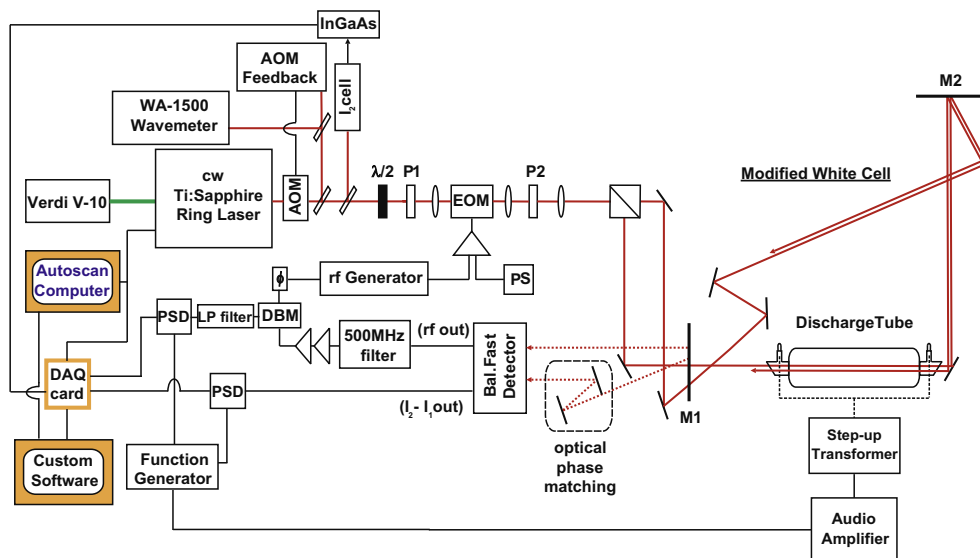 InGaAs
AOM
Feedback
I₂cell
M2
WA-1500
Wavemeter
λ/2
P1
P2
Modified White Cell
cw
Ti:Sapphire
Ring Laser
AOM
EOM
Verdi V-10
Autoscan
Computer
ϕ
rf Generator
PS
PSD
LP filter
DBM
500MHz
filter
(rf out)
Bal.Fast
Detector
DischargeTube
DAQ
card
PSD
(I₂- I₁out)
M1
optical
phase
matching
Step-up
Transformer
Custom
Software
Function
Generator
Audio
Amplifier